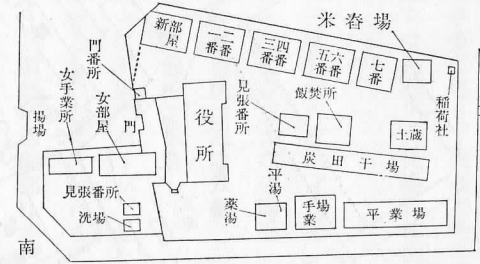 米舂場
新部屋
一二
番番
三四
番番
五六
番番
七番
稲荷社
門番所
見張番所
飯焚所
土蔵
女手業所
女部屋
門
揚場
役所
炭田干場
平湯
薬湯
手場
業
平業場
見張番所
洗場
南